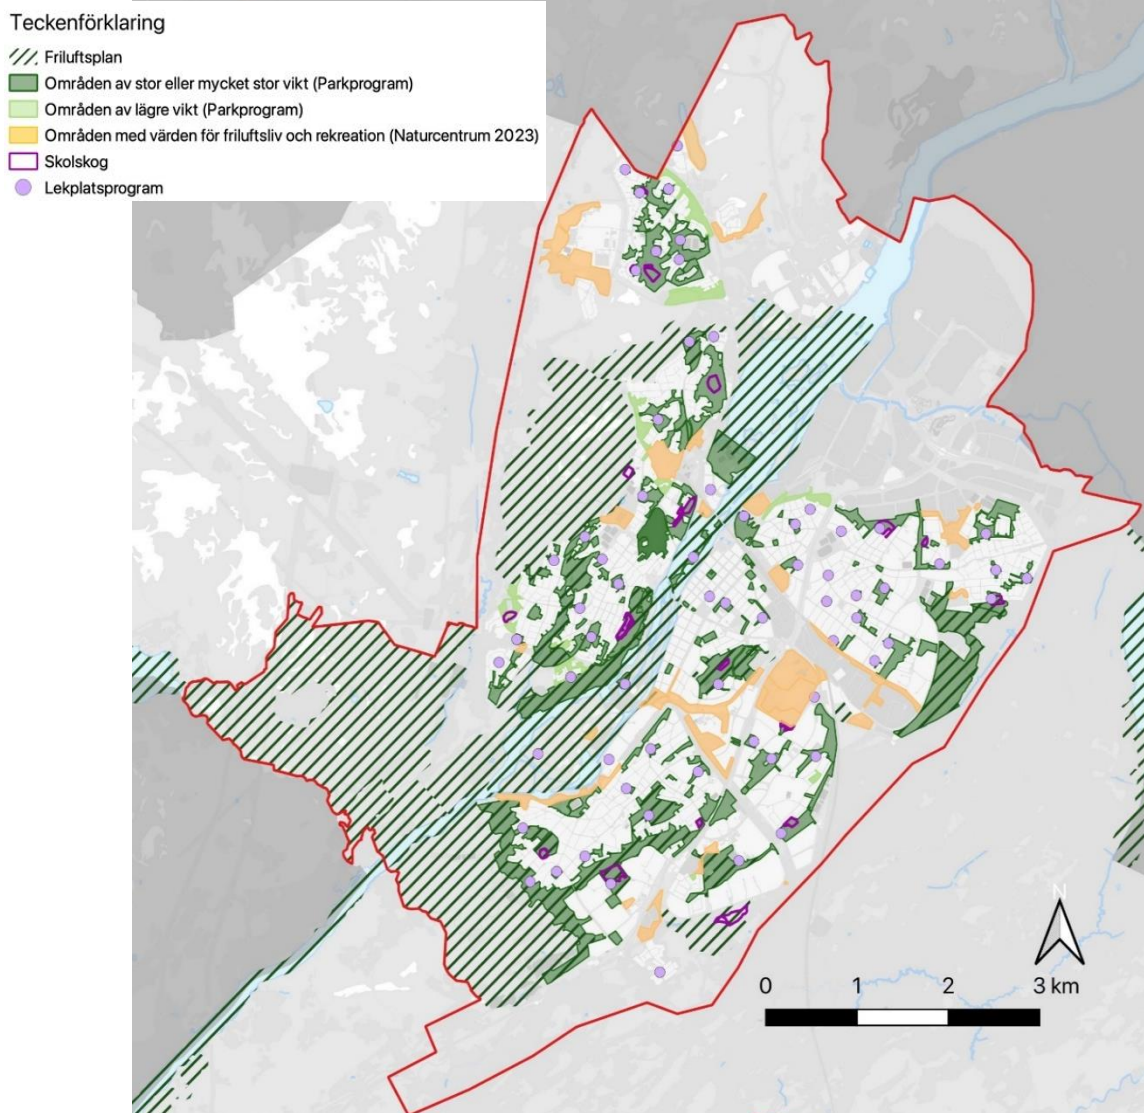 Teckenförklaring
Friluftsplan
Områden av stor eller mycket stor vikt (Parkprogram)
Områden av lägre vikt (Parkprogram)
Områden med värden för friluftsliv och rekreation (Naturcentrum 2023)
Skolskog
Lekplatsprogram
N
0 1 2 3 km